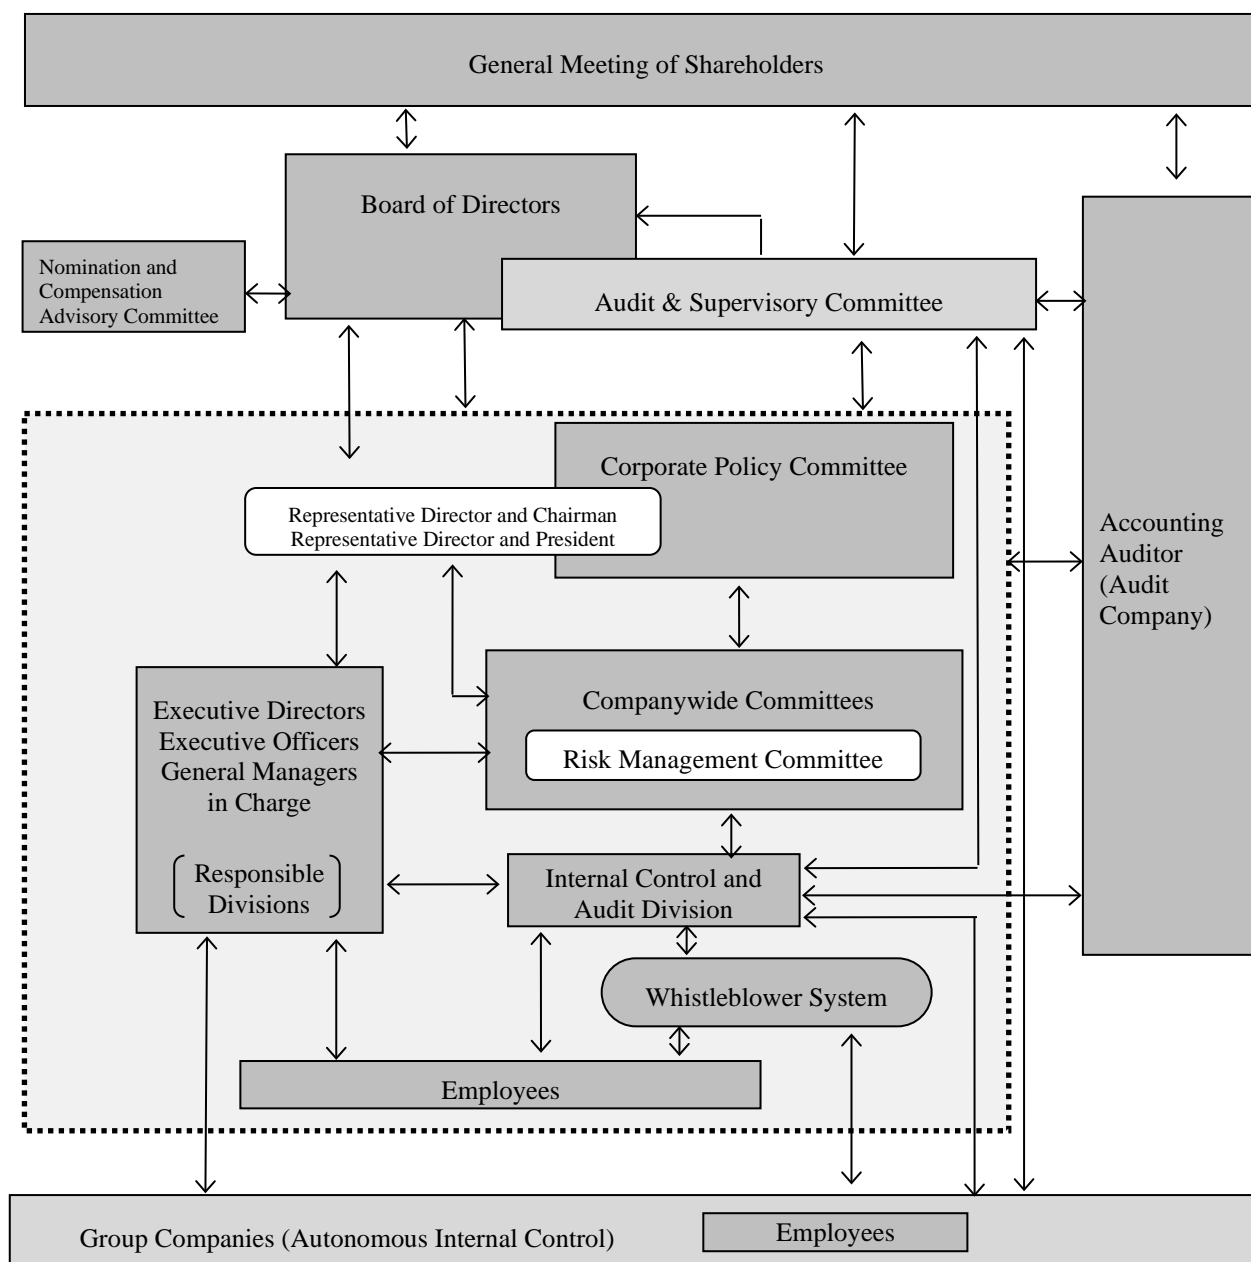 General Meeting of Shareholders
Board of Directors
Nomination and
Compensation
Advisory Committee
Audit & Supervisory Committee
Corporate Policy Committee
Representative Director and Chairman
Representative Director and President
Accounting
Auditor
(Audit
Company)
Executive Directors
Executive Officers
General Managers
in Charge
Responsible
Divisions
Companywide Committees
Risk Management Committee
Internal Control and
Audit Division
Whistleblower System
Employees
Group Companies (Autonomous Internal Control)
Employees